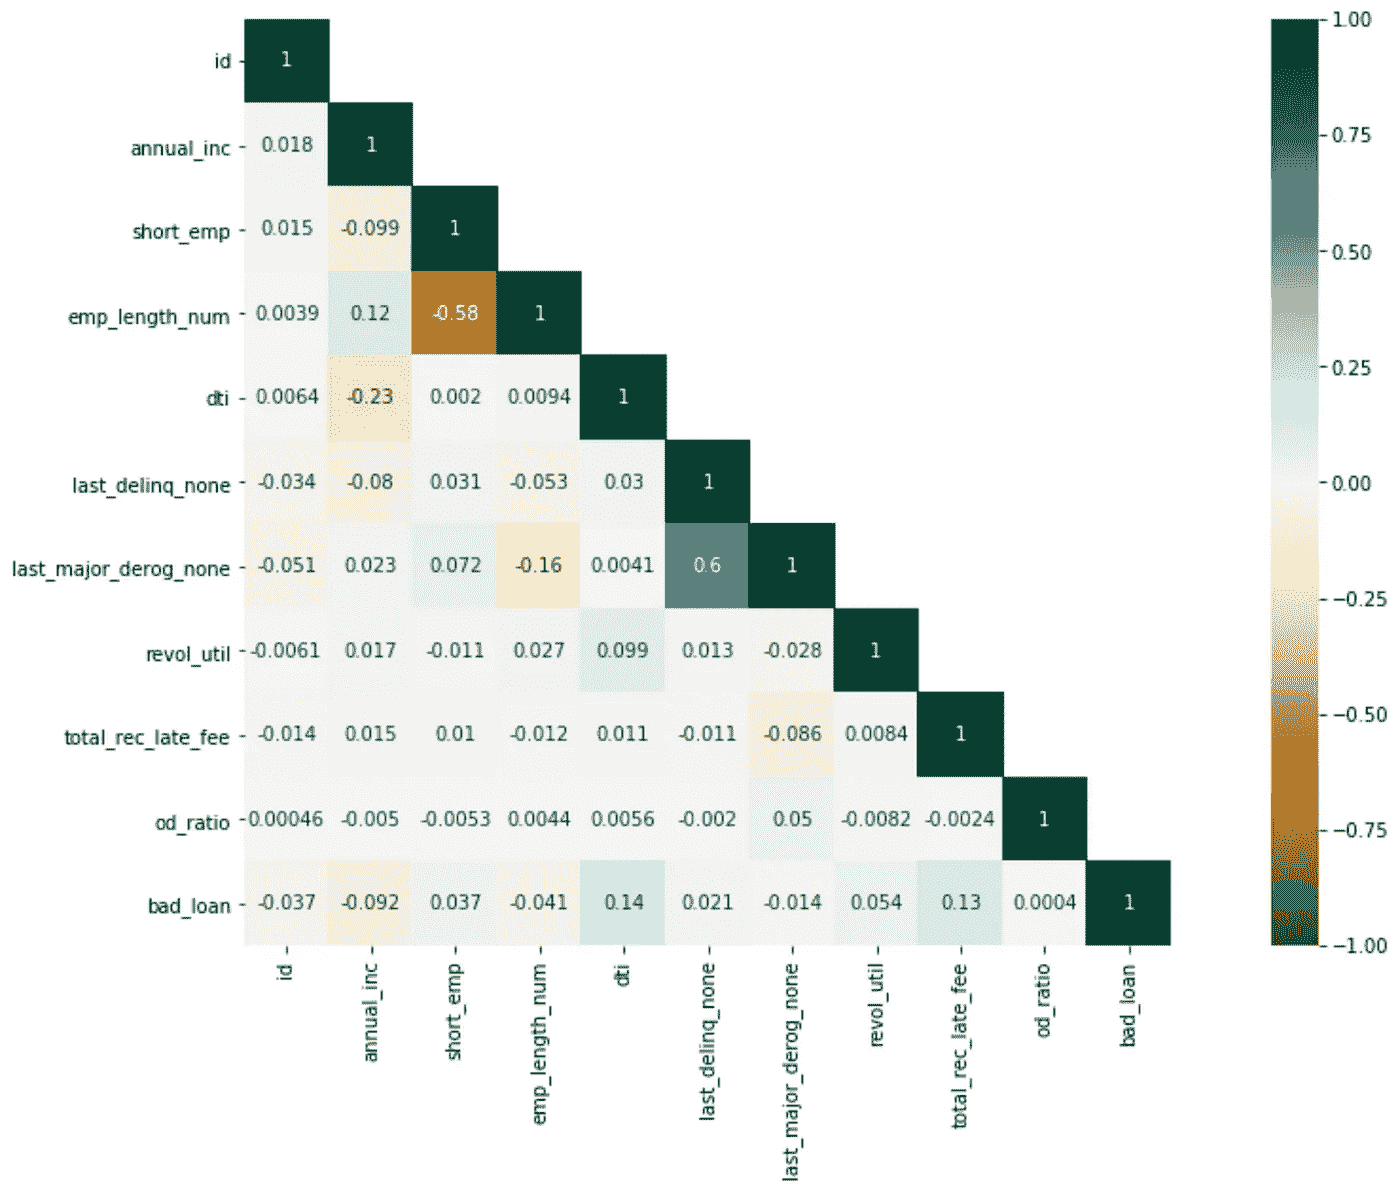 id 1
annual_inc 0.018 1
short_emp 0.015 -0.099 1
emp_length_num 0.0039 0.12 -0.58 1
dti 0.0064 -0.23 0.002 0.0094 1
last_delinq_none -0.034 -0.08 0.031 -0.053 0.03 1
last_major_derog_none -0.051 0.023 0.072 -0.16 0.0041 0.6 1
revol_util -0.0061 0.017 -0.011 0.027 0.099 0.013 -0.028 1
total_rec_late_fee -0.014 0.015 0.01 -0.012 0.011 -0.011 -0.086 0.0084 1
od_ratio 0.00046 -0.005 -0.0053 0.0044 0.0056 -0.002 0.05 -0.0082 -0.0024 1
bad_loan -0.037 -0.092 0.037 -0.041 0.14 0.021 -0.014 0.054 0.13 0.0004 1
id
annual_inc
short_emp
emp_length_num
dti
last_delinq_none
last_major_derog_none
revol_util
total_rec_late_fee
od_ratio
bad_loan
1.00
0.75
0.50
0.25
0.00
−0.25
−0.50
−0.75
−1.00